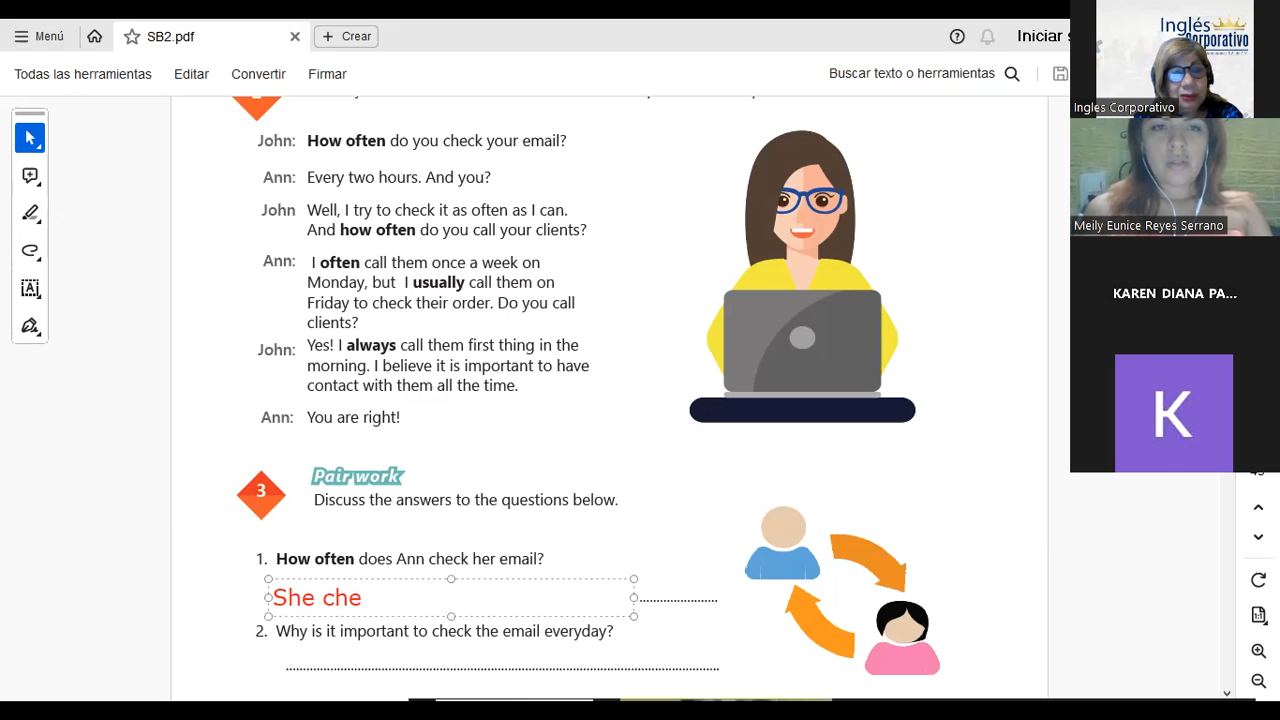 Menú
SB2.pdf
Crear
Iniciar s
Todas las herramientas
Editar
Convertir
Firmar
Buscar texto o herramientas
John: How often do you check your email?
Ann: Every two hours. And you?
John Well, I try to check it as often as I can.
And how often do you call your clients?
Ann: I often call them once a week on
Monday, but I usually call them on
Friday to check their order. Do you call
clients?
John: Yes! I always call them first thing in the
morning. I believe it is important to have
contact with them all the time.
Ann: You are right!
3 Pair work
Discuss the answers to the questions below.
1. How often does Ann check her email?
She che
2. Why is it important to check the email everyday?
Inglés
Corporativo
Ingles Corporativo
Meily Eunice Reyes Serrano
KAREN DIANA PA...
K